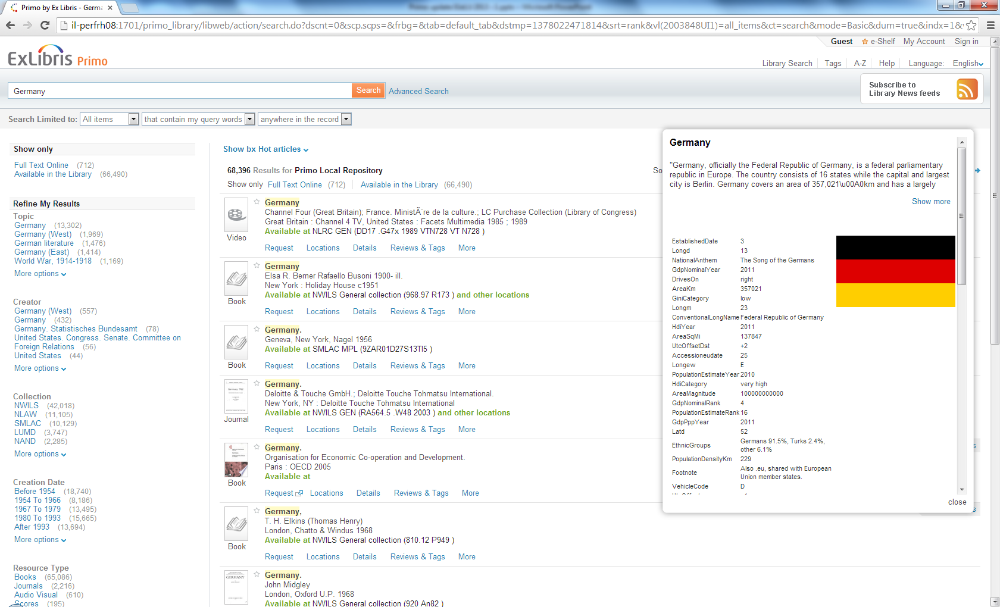 Primo by Ex Libris - Germa
il-perfrh08:1701/primo_library/libweb/action/search.do?dscnt=0&scp.scps=&frbg=&tab=default_tab&dstmp=1378022471814&srt=rank&vl(2003848UI1)=all_items&ct=search&mode=Basic&dum=true&indx=1&
Guest e-Shelf My Account Sign in
ExLibris Primo
Library Search Tags A-Z Help Language: English
Germany Search Advanced Search
Subscribe to
Library News feeds
Search Limited to: All items that contain my query words anywhere in the record
Show only
Full Text Online (712)
Available in the Library (66,490)
Refine My Results
Topic
Germany (13,302)
Germany (West) (1,969)
German literature (1,476)
Germany (East) (1,414)
World War, 1914-1918 (1,169)
More options
Creator
Germany (West) (557)
Germany (432)
Germany. Statistisches Bundesamt (78)
United States. Congress. Senate. Committee on
Foreign Relations (56)
United States (44)
More options
Collection
NWILS (42,018)
NLAW (11,105)
SMLAC (10,129)
LUMD (3,747)
NAND (2,285)
More options
Creation Date
Before 1954 (18,740)
1954 To 1966 (8,186)
1967 To 1979 (13,495)
1980 To 1993 (15,665)
After 1993 (13,694)
More options
Resource Type
Books (65,086)
Journals (2,216)
Audio Visual (610)
Scores (195)
Show bx Hot articles
68,396 Results for Primo Local Repository So
Show only Full Text Online (712) Available in the Library (66,490)
Germany
Channel Four (Great Britain); France. MinistÃ¨re de la culture.; LC Purchase Collection (Library of Congress)
Great Britain : Channel 4 TV, United States : Facets Multimedia 1985 ; 1989
Available at NLRC GEN (DD17 .G47x 1989 VTN728 VT N728 )
Video
Request Locations Details Reviews & Tags More
Germany
Elsa R. Berner Rafaello Busoni 1900- ill.
New York : Holiday House c1951
Available at NWILS General collection (968.97 R173 ) and other locations
Book
Request Locations Details Reviews & Tags More
Germany.
Geneva, New York, Nagel 1956
Available at SMLAC MPL (9ZAR01D27S13TI5 )
Book
Request Locations Details Reviews & Tags More
Germany.
Deloitte & Touche GmbH.; Deloitte Touche Tohmatsu International.
New York, NY : Deloitte Touche Tohmatsu International
Available at NWILS GEN (RA564.5 .W48 2003 ) and other locations
Journal
Request Locations Details Reviews & Tags More
Germany.
Organisation for Economic Co-operation and Development.
Paris : OECD 2005
Available at
Book
Request Locations Details Reviews & Tags More
Germany,
T. H. Elkins (Thomas Henry)
London, Chatto & Windus 1968
Available at NWILS General collection (810.12 P949 )
Book
Request Locations Details Reviews & Tags More
GERMANY
Germany.
John Midgley
London, Oxford U.P. 1968
Available at NWILS General collection (920 An82 )
Germany
"Germany, officially the Federal Republic of Germany, is a federal parliamentary
republic in Europe. The country consists of 16 states while the capital and largest
city is Berlin. Germany covers an area of 357,021\u00A0km and has a largely
Show more
EstablishedDate 3
Longd 13
NationalAnthem The Song of the Germans
GdpNominalYear 2011
DrivesOn right
AreaKm 357021
GiniCategory low
Longm 23
ConventionalLongName Federal Republic of Germany
HdiYear 2011
AreaSqMi 137847
UtcOffsetDst +2
Accessioneudate 25
Longew E
PopulationEstimateYear 2010
HdiCategory very high
AreaMagnitude 100000000000
GdpNominalRank 4
PopulationEstimateRank 16
GdpPppYear 2011
Latd 52
EthnicGroups Germans 91.5%, Turks 2.4%,
other 6.1%
PopulationDensityKm 229
Footnote Also .eu, shared with European
Union member states.
VehicleCode D
close